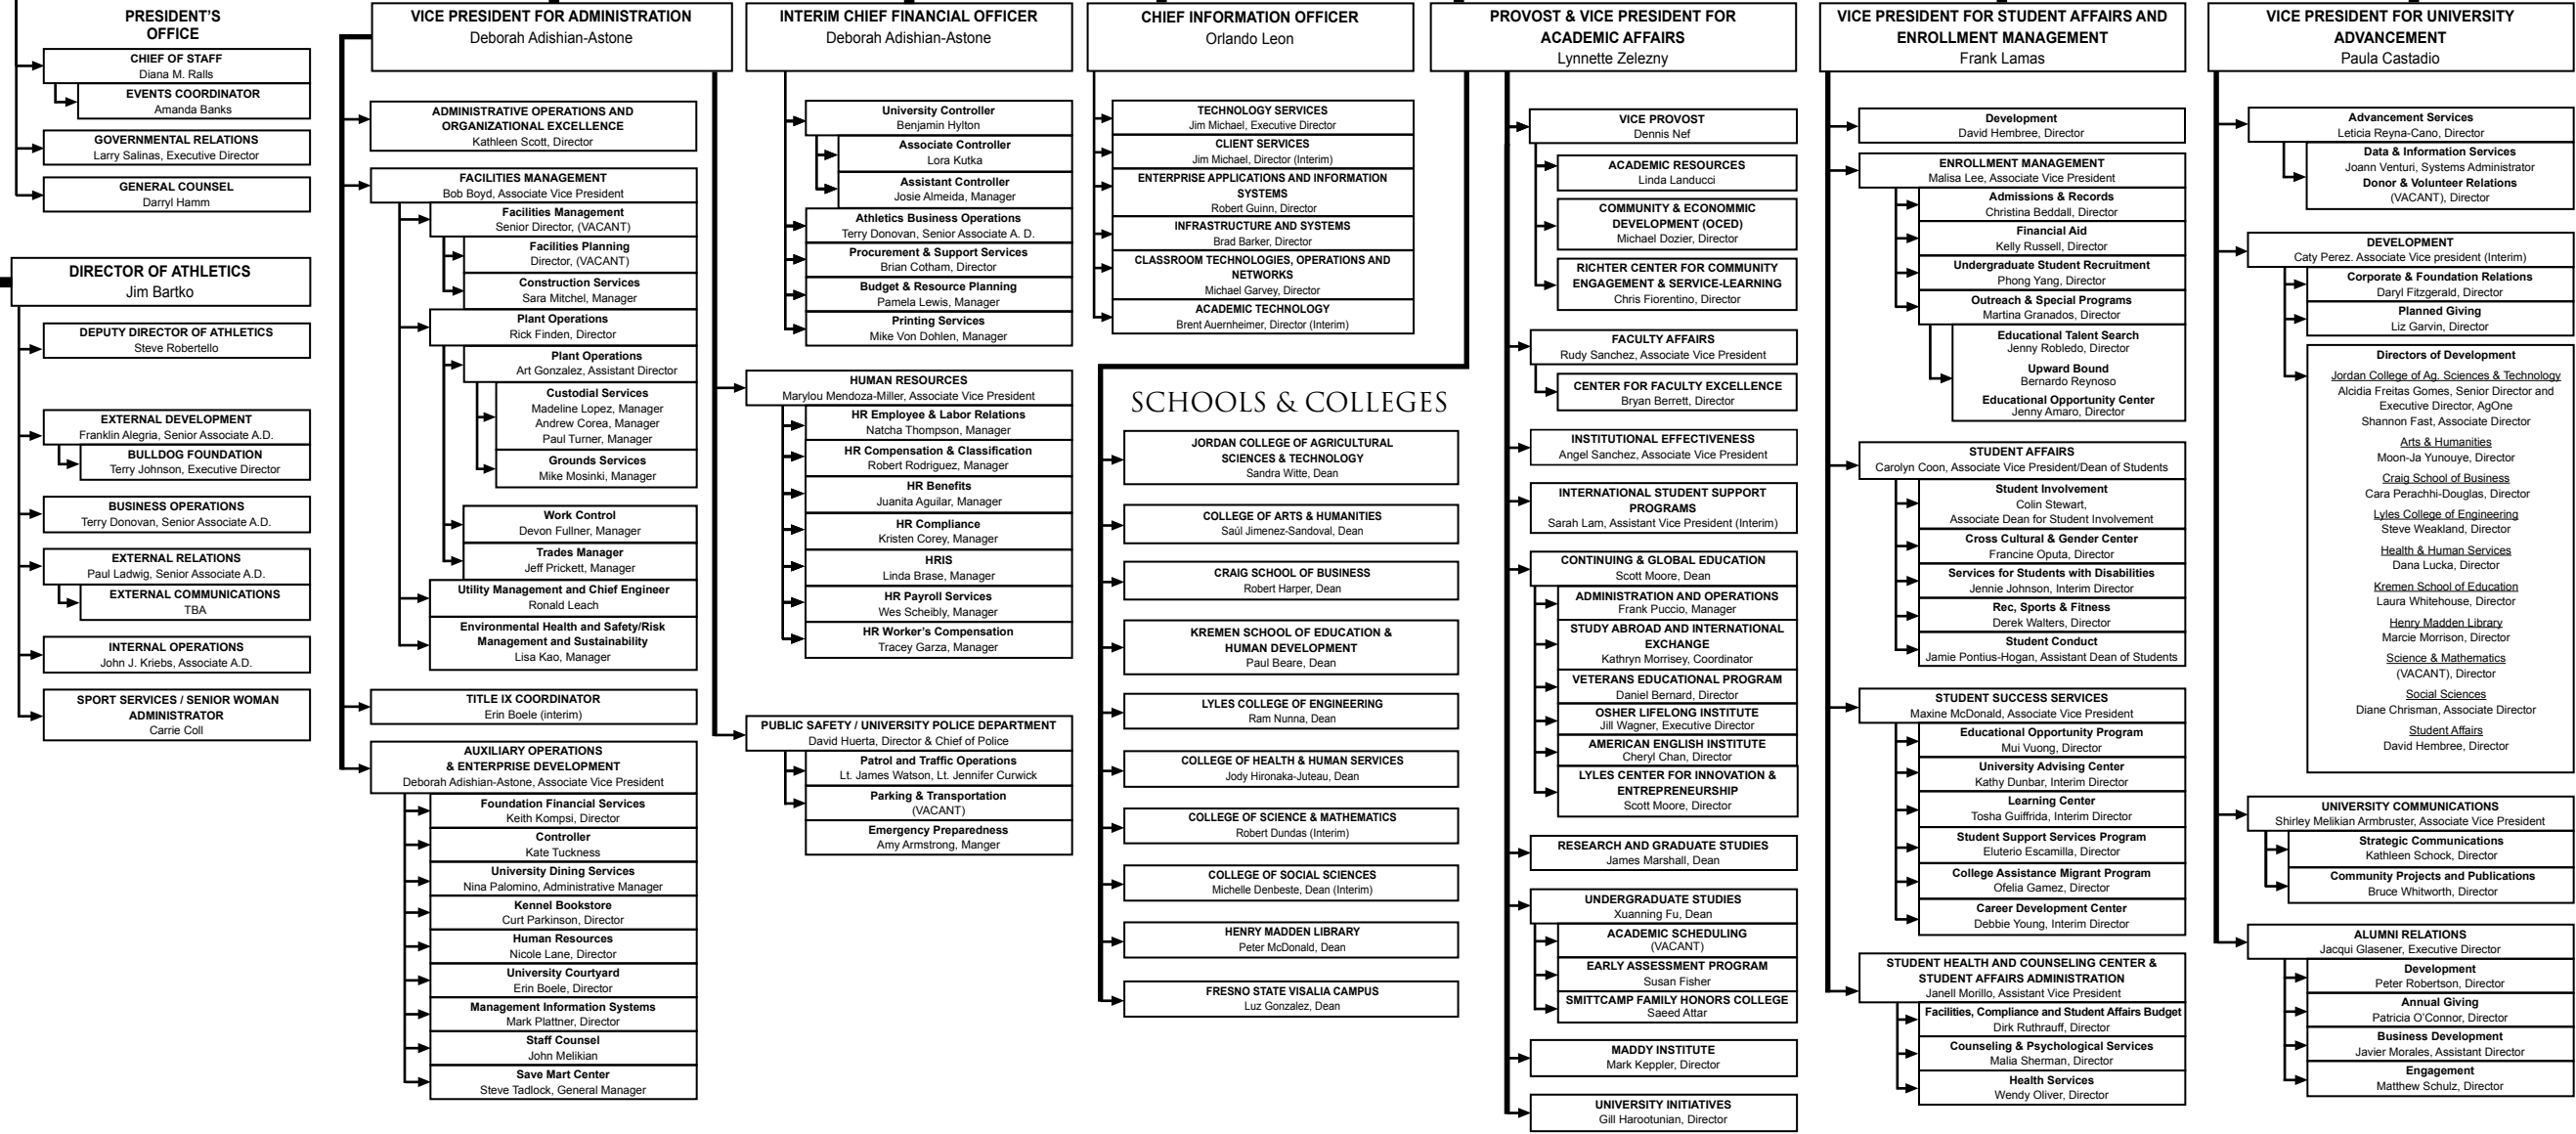 PRESIDENT'S
OFFICE
CHIEF OF STAFF
Diana M. Ralls
EVENTS COORDINATOR
Amanda Banks
GOVERNMENTAL RELATIONS
Larry Salinas, Executive Director
GENERAL COUNSEL
Darryl Hamm
DIRECTOR OF ATHLETICS
Jim Bartko
DEPUTY DIRECTOR OF ATHLETICS
Steve Robertello
EXTERNAL DEVELOPMENT
Franklin Alegria, Senior Associate A.D.
BULLDOG FOUNDATION
Terry Johnson, Executive Director
BUSINESS OPERATIONS
Terry Donovan, Senior Associate A.D.
EXTERNAL RELATIONS
Paul Ladwig, Senior Associate A.D.
EXTERNAL COMMUNICATIONS
TBA
INTERNAL OPERATIONS
John J. Kriebs, Associate A.D.
SPORT SERVICES / SENIOR WOMAN
ADMINISTRATOR
Carrie Coll
VICE PRESIDENT FOR ADMINISTRATION
Deborah Adishian-Astone
ADMINISTRATIVE OPERATIONS AND
ORGANIZATIONAL EXCELLENCE
Kathleen Scott, Director
FACILITIES MANAGEMENT
Bob Boyd, Associate Vice President
Facilities Management
Senior Director, (VACANT)
Facilities Planning
Director, (VACANT)
Construction Services
Sara Mitchel, Manager
Plant Operations
Rick Finden, Director
Plant Operations
Art Gonzalez, Assistant Director
Custodial Services
Madeline Lopez, Manager
Andrew Corea, Manager
Paul Turner, Manager
Grounds Services
Mike Mosinki, Manager
Work Control
Devon Fullner, Manager
Trades Manager
Jeff Prickett, Manager
Utility Management and Chief Engineer
Ronald Leach
Environmental Health and Safety/Risk
Management and Sustainability
Lisa Kao, Manager
TITLE IX COORDINATOR
Erin Boele (interim)
AUXILIARY OPERATIONS
& ENTERPRISE DEVELOPMENT
Deborah Adishian-Astone, Associate Vice President
Foundation Financial Services
Keith Kompsi, Director
Controller
Kate Tuckness
University Dining Services
Nina Palomino, Administrative Manager
Kennel Bookstore
Curt Parkinson, Director
Human Resources
Nicole Lane, Director
University Courtyard
Erin Boele, Director
Management Information Systems
Mark Plattner, Director
Staff Counsel
John Melikian
Save Mart Center
Steve Tadlock, General Manager
INTERIM CHIEF FINANCIAL OFFICER
Deborah Adishian-Astone
University Controller
Benjamin Hylton
Associate Controller
Lora Kutka
Assistant Controller
Josie Almeida, Manager
Athletics Business Operations
Terry Donovan, Senior Associate A. D.
Procurement & Support Services
Brian Cotham, Director
Budget & Resource Planning
Pamela Lewis, Manager
Printing Services
Mike Von Dohlen, Manager
HUMAN RESOURCES
Marylou Mendoza-Miller, Associate Vice President
HR Employee & Labor Relations
Natcha Thompson, Manager
HR Compensation & Classification
Robert Rodriguez, Manager
HR Benefits
Juanita Aguilar, Manager
HR Compliance
Kristen Corey, Manager
HRIS
Linda Brase, Manager
HR Payroll Services
Wes Scheibly, Manager
HR Worker's Compensation
Tracey Garza, Manager
PUBLIC SAFETY / UNIVERSITY POLICE DEPARTMENT
David Huerta, Director & Chief of Police
Patrol and Traffic Operations
Lt. James Watson, Lt. Jennifer Curwick
Parking & Transportation
(VACANT)
Emergency Preparedness
Amy Armstrong, Manger
CHIEF INFORMATION OFFICER
Orlando Leon
TECHNOLOGY SERVICES
Jim Michael, Executive Director
CLIENT SERVICES
Jim Michael, Director (Interim)
ENTERPRISE APPLICATIONS AND INFORMATION
SYSTEMS
Robert Guinn, Director
INFRASTRUCTURE AND SYSTEMS
Brad Barker, Director
CLASSROOM TECHNOLOGIES, OPERATIONS AND
NETWORKS
Michael Garvey, Director
ACADEMIC TECHNOLOGY
Brent Auernheimer, Director (Interim)
SCHOOLS & COLLEGES
JORDAN COLLEGE OF AGRICULTURAL
SCIENCES & TECHNOLOGY
Sandra Witte, Dean
COLLEGE OF ARTS & HUMANITIES
Saúl Jimenez-Sandoval, Dean
CRAIG SCHOOL OF BUSINESS
Robert Harper, Dean
KREMEN SCHOOL OF EDUCATION &
HUMAN DEVELOPMENT
Paul Beare, Dean
LYLES COLLEGE OF ENGINEERING
Ram Nunna, Dean
COLLEGE OF HEALTH & HUMAN SERVICES
Jody Hironaka-Juteau, Dean
COLLEGE OF SCIENCE & MATHEMATICS
Robert Dundas (Interim)
COLLEGE OF SOCIAL SCIENCES
Michelle Denbeste, Dean (Interim)
HENRY MADDEN LIBRARY
Peter McDonald, Dean
FRESNO STATE VISALIA CAMPUS
Luz Gonzalez, Dean
PROVOST & VICE PRESIDENT FOR
ACADEMIC AFFAIRS
Lynnette Zelezny
VICE PROVOST
Dennis Nef
ACADEMIC RESOURCES
Linda Landucci
COMMUNITY & ECONOMMIC
DEVELOPMENT (OCED)
Michael Dozier, Director
RICHTER CENTER FOR COMMUNITY
ENGAGEMENT & SERVICE-LEARNING
Chris Fiorentino, Director
FACULTY AFFAIRS
Rudy Sanchez, Associate Vice President
CENTER FOR FACULTY EXCELLENCE
Bryan Berrett, Director
INSTITUTIONAL EFFECTIVENESS
Angel Sanchez, Associate Vice President
INTERNATIONAL STUDENT SUPPORT
PROGRAMS
Sarah Lam, Assistant Vice President (Interim)
CONTINUING & GLOBAL EDUCATION
Scott Moore, Dean
ADMINISTRATION AND OPERATIONS
Frank Puccio, Manager
STUDY ABROAD AND INTERNATIONAL
EXCHANGE
Kathryn Morrisey, Coordinator
VETERANS EDUCATIONAL PROGRAM
Daniel Bernard, Director
OSHER LIFELONG INSTITUTE
Jill Wagner, Executive Director
AMERICAN ENGLISH INSTITUTE
Cheryl Chan, Director
LYLES CENTER FOR INNOVATION &
ENTREPRENEURSHIP
Scott Moore, Director
RESEARCH AND GRADUATE STUDIES
James Marshall, Dean
UNDERGRADUATE STUDIES
Xuanning Fu, Dean
ACADEMIC SCHEDULING
(VACANT)
EARLY ASSESSMENT PROGRAM
Susan Fisher
SMITTCAMP FAMILY HONORS COLLEGE
Saeed Attar
MADDY INSTITUTE
Mark Keppler, Director
UNIVERSITY INITIATIVES
Gill Harootunian, Director
VICE PRESIDENT FOR STUDENT AFFAIRS AND
ENROLLMENT MANAGEMENT
Frank Lamas
Development
David Hembree, Director
ENROLLMENT MANAGEMENT
Malisa Lee, Associate Vice President
Admissions & Records
Christina Beddall, Director
Financial Aid
Kelly Russell, Director
Undergraduate Student Recruitment
Phong Yang, Director
Outreach & Special Programs
Martina Granados, Director
Educational Talent Search
Jenny Robledo, Director
Upward Bound
Bernardo Reynoso
Educational Opportunity Center
Jenny Amaro, Director
STUDENT AFFAIRS
Carolyn Coon, Associate Vice President/Dean of Students
Student Involvement
Colin Stewart,
Associate Dean for Student Involvement
Cross Cultural & Gender Center
Francine Oputa, Director
Services for Students with Disabilities
Jennie Johnson, Interim Director
Rec, Sports & Fitness
Derek Walters, Director
Student Conduct
Jamie Pontius-Hogan, Assistant Dean of Students
STUDENT SUCCESS SERVICES
Maxine McDonald, Associate Vice President
Educational Opportunity Program
Mui Vuong, Director
University Advising Center
Kathy Dunbar, Interim Director
Learning Center
Tosha Guiffrida, Interim Director
Student Support Services Program
Eluterio Escamilla, Director
College Assistance Migrant Program
Ofelia Gamez, Director
Career Development Center
Debbie Young, Interim Director
STUDENT HEALTH AND COUNSELING CENTER &
STUDENT AFFAIRS ADMINISTRATION
Janell Morillo, Assistant Vice President
Facilities, Compliance and Student Affairs Budget
Dirk Ruthrauff, Director
Counseling & Psychological Services
Malia Sherman, Director
Health Services
Wendy Oliver, Director
VICE PRESIDENT FOR UNIVERSITY
ADVANCEMENT
Paula Castadio
Advancement Services
Leticia Reyna-Cano, Director
Data & Information Services
Joann Venturi, Systems Administrator
Donor & Volunteer Relations
(VACANT), Director
DEVELOPMENT
Caty Perez. Associate Vice president (Interim)
Corporate & Foundation Relations
Daryl Fitzgerald, Director
Planned Giving
Liz Garvin, Director
Directors of Development
Jordan College of Ag. Sciences & Technology
Alcidia Freitas Gomes, Senior Director and
Executive Director, AgOne
Shannon Fast, Associate Director
Arts & Humanities
Moon-Ja Yunouye, Director
Craig School of Business
Cara Perachhi-Douglas, Director
Lyles College of Engineering
Steve Weakland, Director
Health & Human Services
Dana Lucka, Director
Kremen School of Education
Laura Whitehouse, Director
Henry Madden Library
Marcie Morrison, Director
Science & Mathematics
(VACANT), Director
Social Sciences
Diane Chrisman, Associate Director
Student Affairs
David Hembree, Director
UNIVERSITY COMMUNICATIONS
Shirley Melikian Armbruster, Associate Vice President
Strategic Communications
Kathleen Schock, Director
Community Projects and Publications
Bruce Whitworth, Director
ALUMNI RELATIONS
Jacqui Glasener, Executive Director
Development
Peter Robertson, Director
Annual Giving
Patricia O'Connor, Director
Business Development
Javier Morales, Assistant Director
Engagement
Matthew Schulz, Director